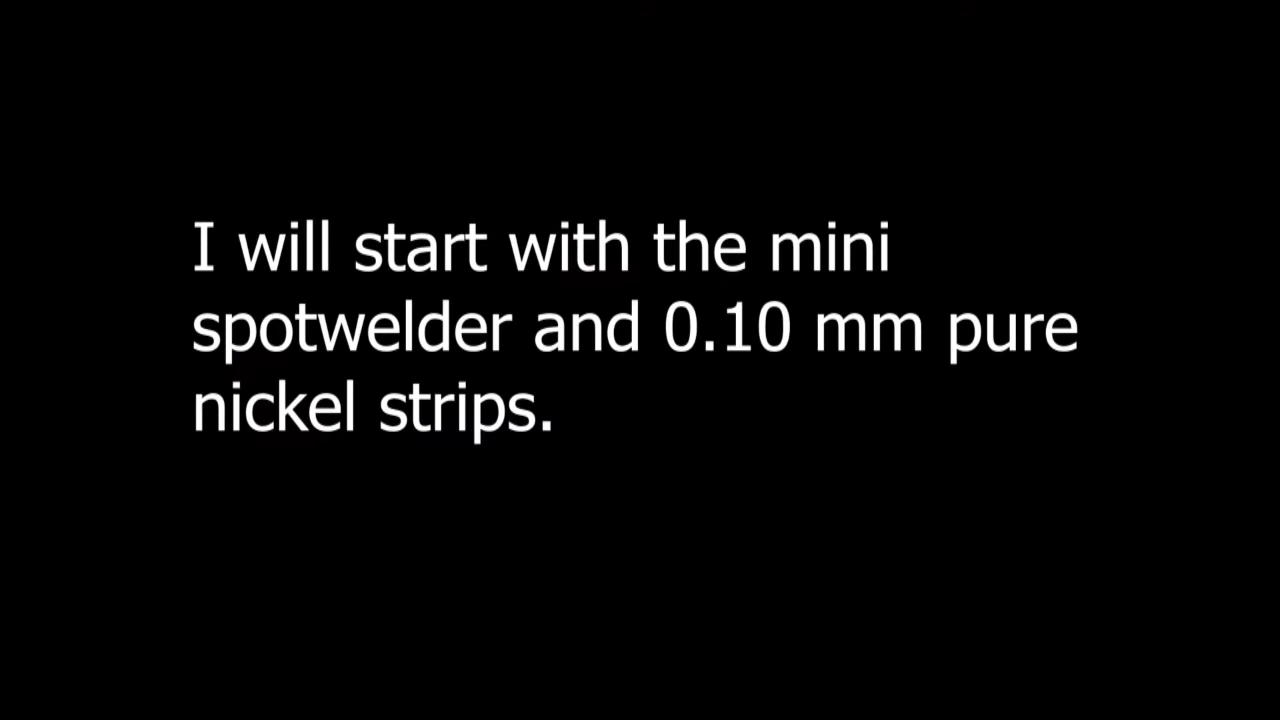 I will start with the mini
spotwelder and 0.10 mm pure
nickel strips.